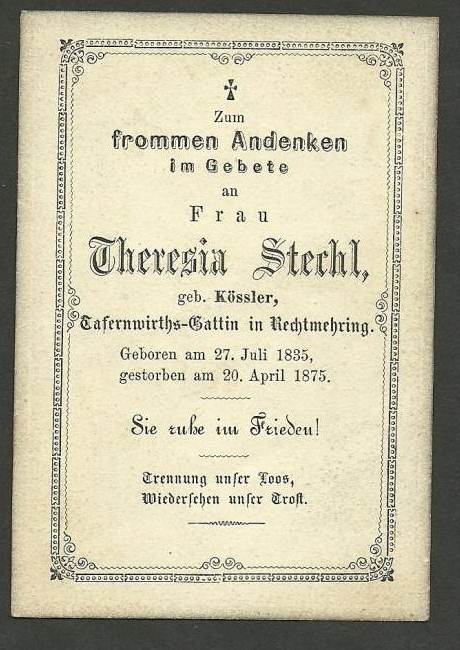 Zum
frommen Andenken
im Gebete
an
Frau
Theresia Stechl,
geb. Kössler,
Tafernwirths-Gattin in Rechtmehring.
Geboren am 27. Juli 1835,
gestorben am 20. April 1875.
Sie ruhe im Frieden!
Trennung unser Loos,
Wiedersehen unser Trost.